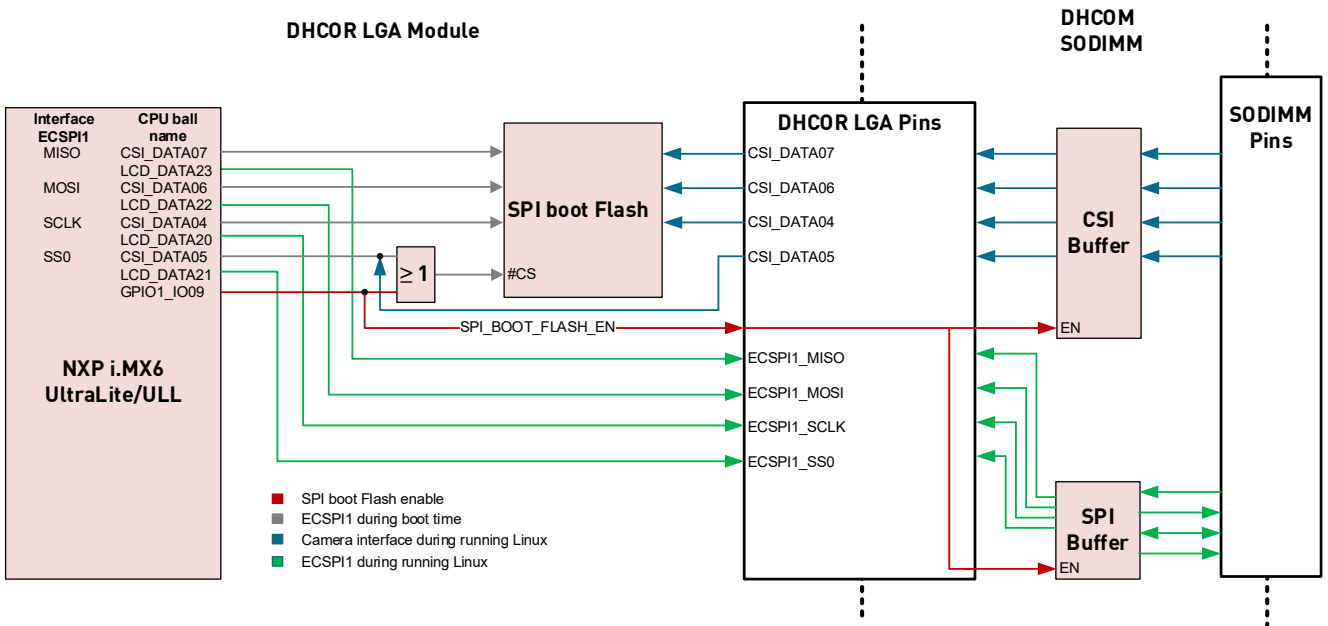 DHCOR LGA Module
DHCOM
SODIMM
Interface
ECSPI1
CPU ball
name
MISO
CSI_DATA07
LCD_DATA23
MOSI
CSI_DATA06
LCD_DATA22
SCLK
CSI_DATA04
LCD_DATA20
SS0
CSI_DATA05
LCD_DATA21
GPIO1_IO09
NXP i.MX6
UltraLite/ULL
≥ 1
SPI boot Flash
#CS
SPI_BOOT_FLASH_EN
DHCOR LGA Pins
CSI_DATA07
CSI_DATA06
CSI_DATA04
CSI_DATA05
ECSPI1_MISO
ECSPI1_MOSI
ECSPI1_SCLK
ECSPI1_SS0
CSI
Buffer
EN
SPI
Buffer
EN
SODIMM
Pins
SPI boot Flash enable
ECSPI1 during boot time
Camera interface during running Linux
ECSPI1 during running Linux